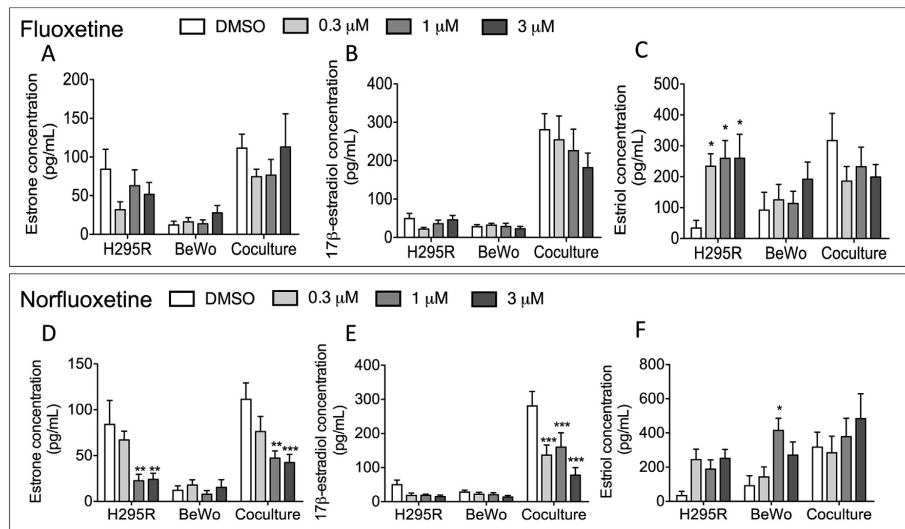 Fluoxetine DMSO 0.3 µM 1 µM 3 µM
A
Estrone concentration
(pg/mL)
200
150
100
50
0
H295R BeWo Coculture
B
17β-estradiol concentration
(pg/mL)
400
300
200
100
0
H295R BeWo Coculture
C
Estriol concentration
(pg/mL)
500
400
300
200
100
0
* * *
H295R BeWo Coculture
Norfluoxetine DMSO 0.3 µM 1 µM 3 µM
D
Estrone concentration
(pg/mL)
150
100
50
0
** ** ** ***
H295R BeWo Coculture
E
17β-estradiol concentration
(pg/mL)
400
300
200
100
0
*** *** ***
H295R BeWo Coculture
F
Estriol concentration
(pg/mL)
800
600
400
200
0
*
H295R BeWo Coculture